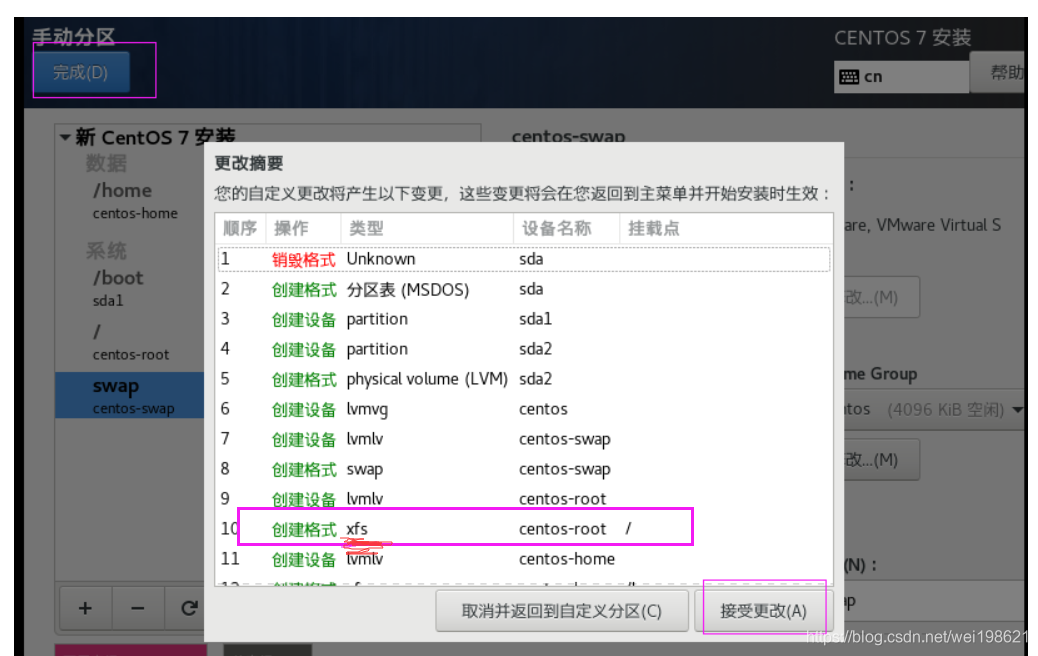 手动分区
CENTOS 7 安装
完成(D)
cn
帮助
新 CentOS 7 安装
centos-swap
数据
/home
centos-home
系统
/boot
sda1
/
centos-root
swap
centos-swap
更改摘要
您的自定义更改将产生以下变更，这些变更将会在您返回到主菜单并开始安装时生效：
顺序 操作 类型 设备名称 挂载点
1 销毁格式 Unknown sda
2 创建格式 分区表 (MSDOS) sda
3 创建设备 partition sda1
4 创建设备 partition sda2
5 创建格式 physical volume (LVM) sda2
6 创建设备 lvmvg centos
7 创建设备 lvmlv centos-swap
8 创建格式 swap centos-swap
9 创建设备 lvmlv centos-root
10 创建格式 xfs centos-root /
11 创建设备 lvmlv centos-home
:
are, VMware Virtual S
改...(M)
me Group
tos (4096 KiB 空闲)
改...(M)
(N)：
ap
+ −
取消并返回到自定义分区(C)
接受更改(A)
https://blog.csdn.net/wei198621